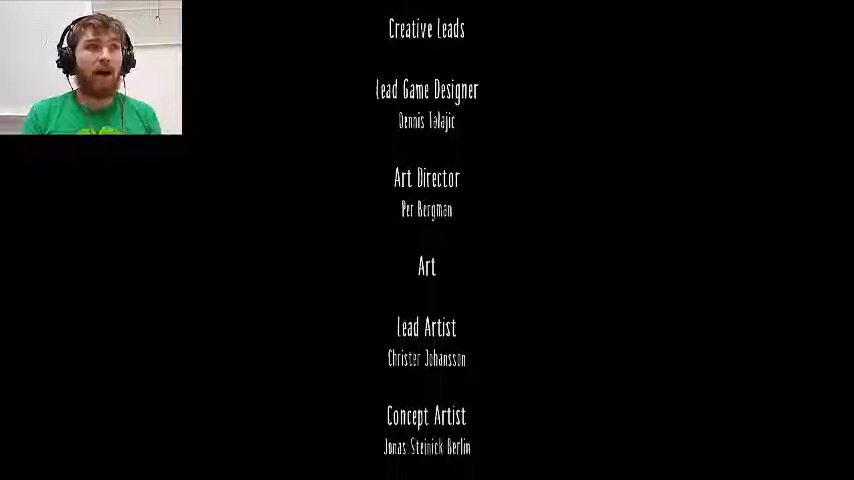 Creative Leads
Lead Game Designer
Dennis Talajic
Art Director
Per Bergman
Art
Lead Artist
Christer Johansson
Concept Artist
Jonas Steinick Berlin